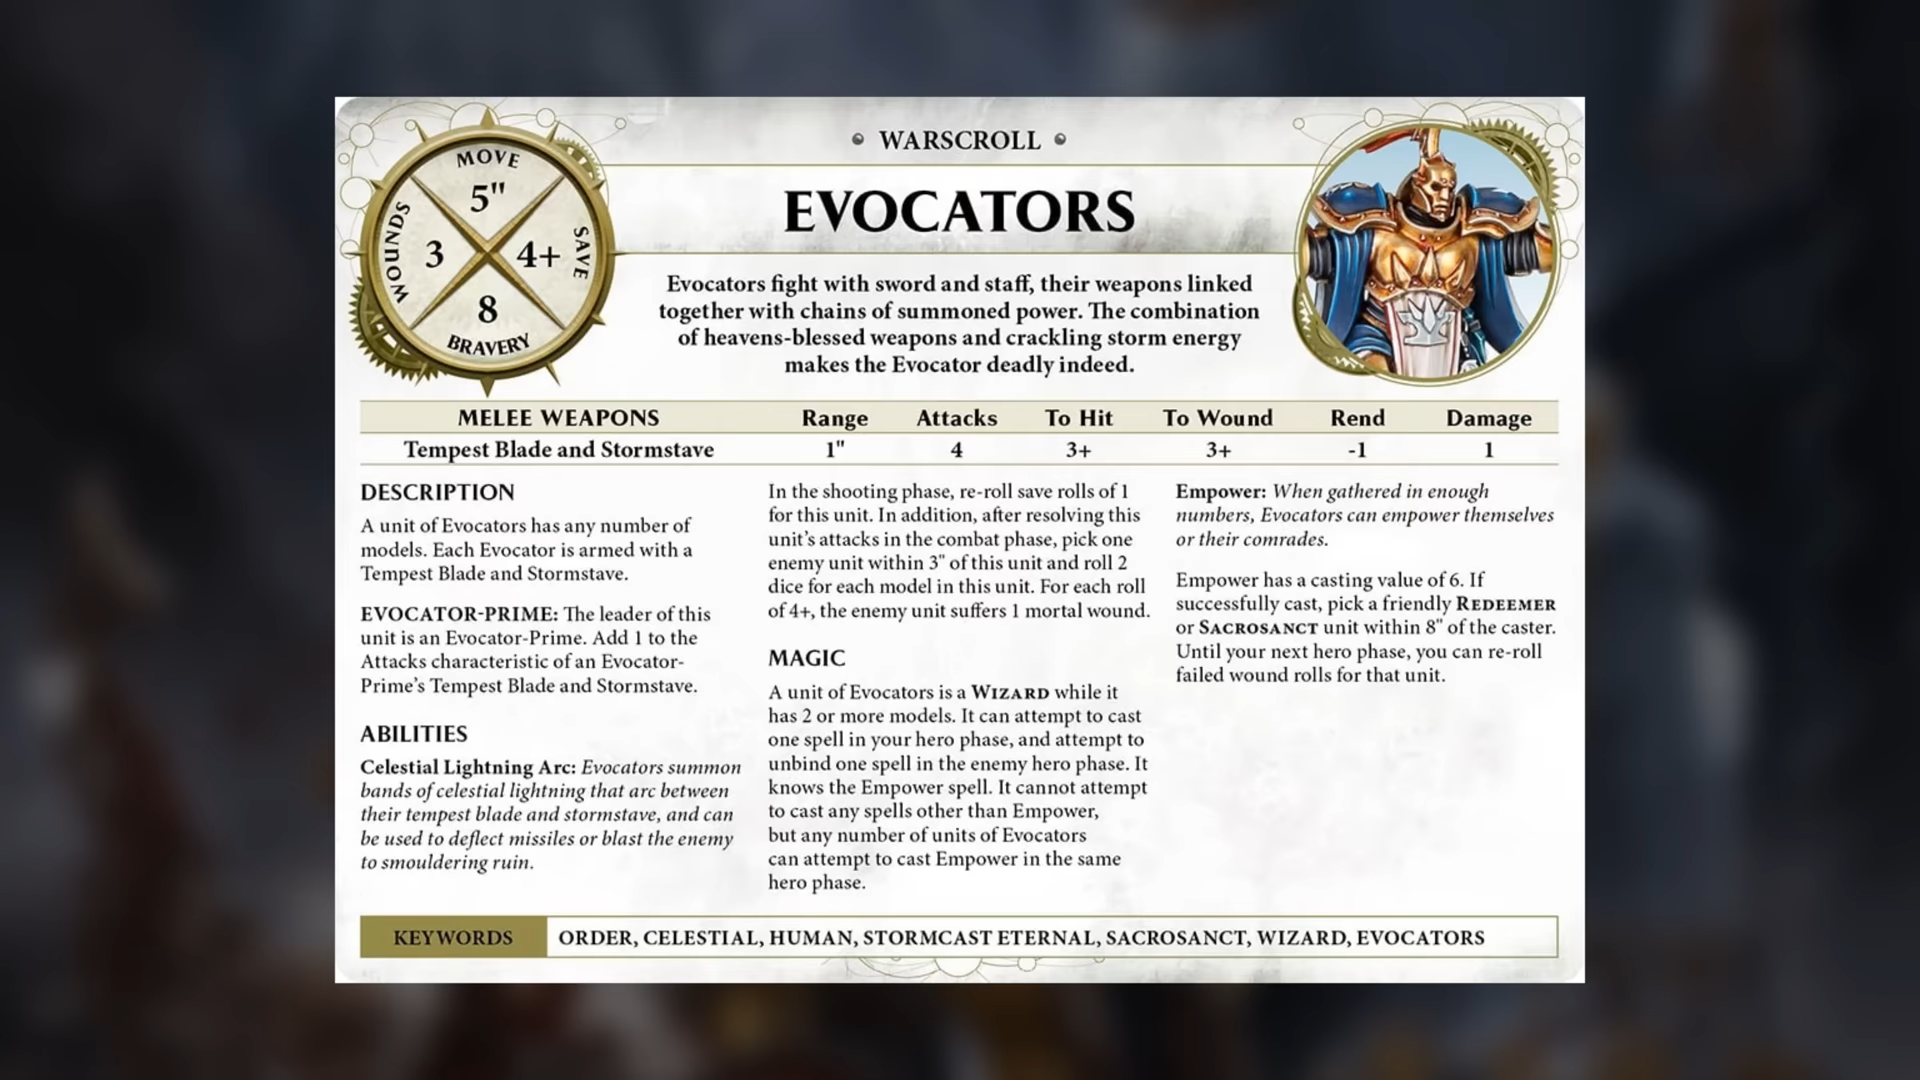 WARSCROLL
EVOCATORS
MOVE
5"
WOUNDS
3
4+
SAVE
8
BRAVERY
Evocators fight with sword and staff, their weapons linked
together with chains of summoned power. The combination
of heavens-blessed weapons and crackling storm energy
makes the Evocator deadly indeed.
MELEE WEAPONS Range Attacks To Hit To Wound Rend Damage
Tempest Blade and Stormstave 1" 4 3+ 3+ -1 1
DESCRIPTION
A unit of Evocators has any number of
models. Each Evocator is armed with a
Tempest Blade and Stormstave.
EVOCATOR-PRIME: The leader of this
unit is an Evocator-Prime. Add 1 to the
Attacks characteristic of an Evocator-
Prime's Tempest Blade and Stormstave.
ABILITIES
Celestial Lightning Arc: Evocators summon
bands of celestial lightning that arc between
their tempest blade and stormstave, and can
be used to deflect missiles or blast the enemy
to smouldering ruin.
In the shooting phase, re-roll save rolls of 1
for this unit. In addition, after resolving this
unit's attacks in the combat phase, pick one
enemy unit within 3" of this unit and roll 2
dice for each model in this unit. For each roll
of 4+, the enemy unit suffers 1 mortal wound.
MAGIC
A unit of Evocators is a WIZARD while it
has 2 or more models. It can attempt to cast
one spell in your hero phase, and attempt to
unbind one spell in the enemy hero phase. It
knows the Empower spell. It cannot attempt
to cast any spells other than Empower,
but any number of units of Evocators
can attempt to cast Empower in the same
hero phase.
Empower: When gathered in enough
numbers, Evocators can empower themselves
or their comrades.
Empower has a casting value of 6. If
successfully cast, pick a friendly REDEEMER
or SACROSANCT unit within 8" of the caster.
Until your next hero phase, you can re-roll
failed wound rolls for that unit.
KEYWORDS ORDER, CELESTIAL, HUMAN, STORMCAST ETERNAL, SACROSANCT, WIZARD, EVOCATORS